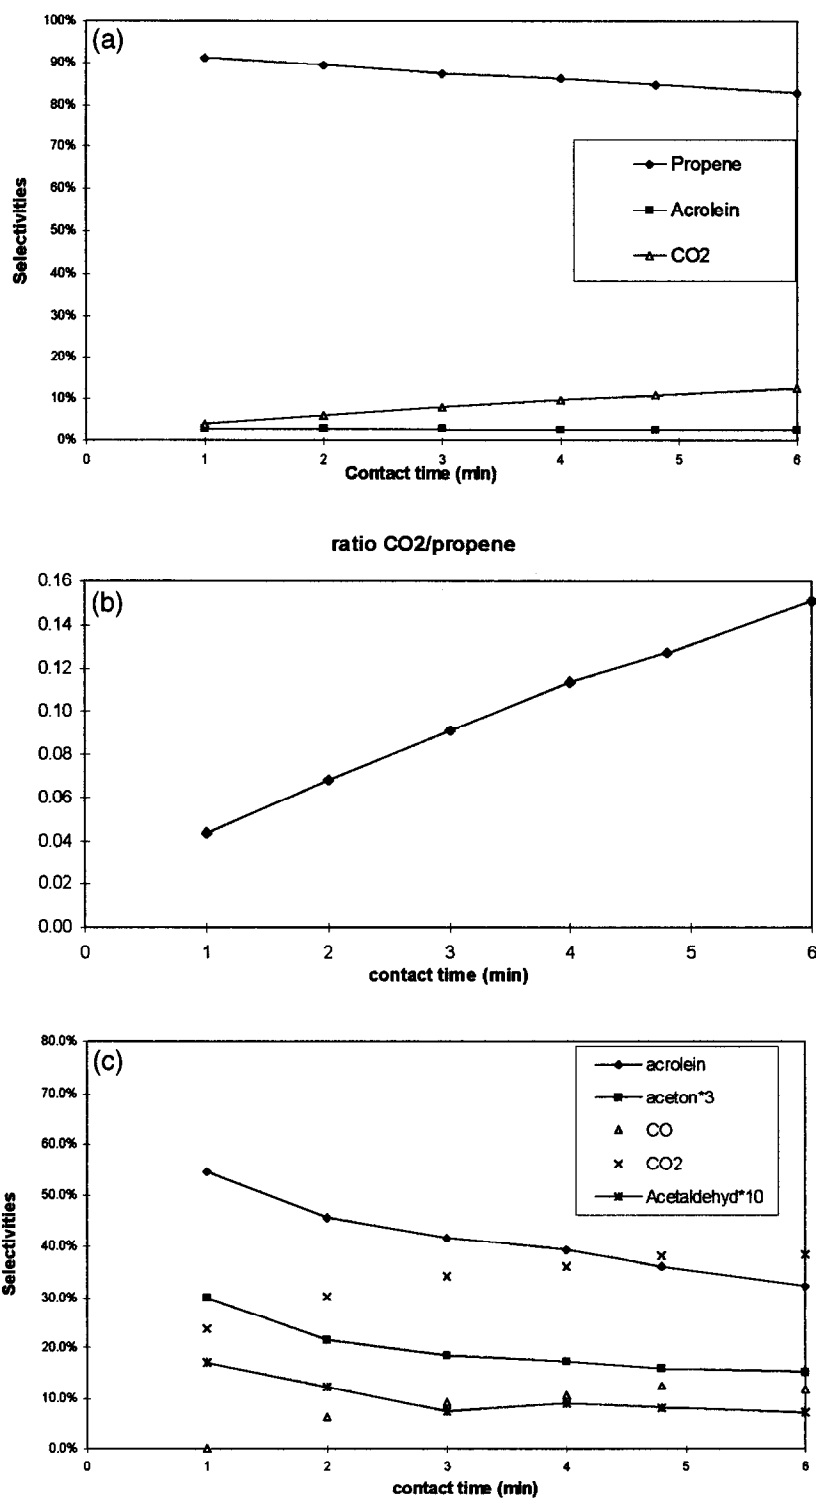 (a)
100%
90%
80%
70%
60%
50%
40%
30%
20%
10%
0%
Selectivities
Propene
Acrolein
CO2
0 1 2 3 4 5 6
Contact time (min)
ratio CO2/propene
(b)
0.16
0.14
0.12
0.10
0.08
0.06
0.04
0.02
0.00
0 1 2 3 4 5 6
contact time (min)
(c)
80.0%
70.0%
60.0%
50.0%
40.0%
30.0%
20.0%
10.0%
0.0%
Selectivities
acrolein
aceton*3
CO
CO2
Acetaldehyd*10
0 1 2 3 4 5 6
contact time (min)